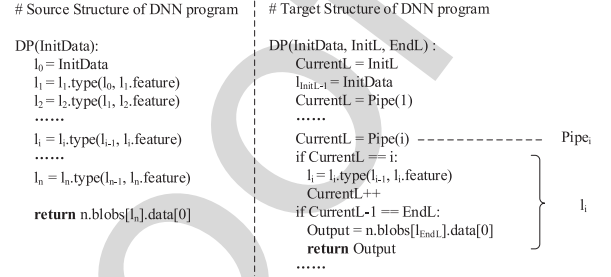 # Source Structure of DNN program
DP(InitData):
l0 = InitData
l1 = l1.type(l0, l1.feature)
l2 = l2.type(l1, l2.feature)
……
li = li.type(li-1, li.feature)
……
ln = ln.type(ln-1, ln.feature)
return n.blobs[ln].data[0]
# Target Structure of DNN program
DP(InitData, InitL, EndL) :
CurrentL = InitL
lInitL-1 = InitData
CurrentL = Pipe(1)
……
CurrentL = Pipe(i) Pipei
if CurrentL == i:
li = li.type(li-1, li.feature)
CurrentL++
if CurrentL-1 == EndL:
Output = n.blobs[lEndL].data[0]
return Output
……
li